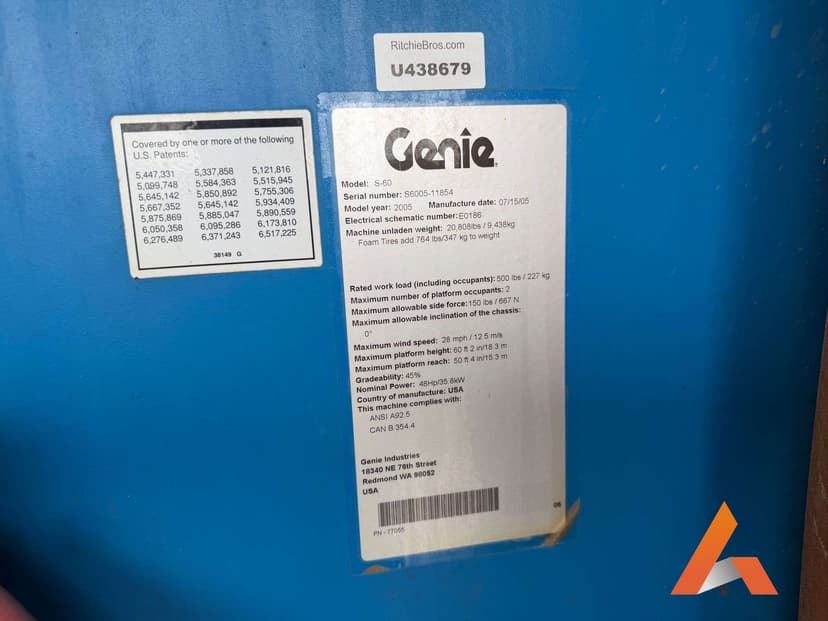 RitchieBros.com
U438679
Covered by one or more of the following
U.S. Patents:
5,447,331 5,337,858 5,121,816
5,099,748 5,584,363 5,515,945
5,645,142 5,850,892 5,755,306
5,667,352 5,645,142 5,934,409
5,875,869 5,885,047 5,890,559
6,050,358 6,095,286 6,173,810
6,276,489 6,371,243 6,517,225
38149 G
Genie
Model: S-60
Serial number: S6005-11854
Model year: 2005 Manufacture date: 07/15/05
Electrical schematic number:E0186
Machine unladen weight: 20,808lbs / 9,438kg
Foam Tires add 764 lbs/347 kg to weight
Rated work load (including occupants): 500 lbs / 227 kg
Maximum number of platform occupants: 2
Maximum allowable side force: 150 lbs / 667 N
Maximum allowable inclination of the chassis:
0°
Maximum wind speed: 28 mph / 12.5 m/s
Maximum platform height: 60 ft 2 in/18.3 m
Maximum platform reach: 50 ft 4 in/15.3 m
Gradeability: 45%
Nominal Power: 48Hp/35.8kW
Country of manufacture: USA
This machine complies with:
ANSI A92.5
CAN B.354.4
Genie Industries
18340 NE 76th Street
Redmond WA 98052
USA
PN - 77055